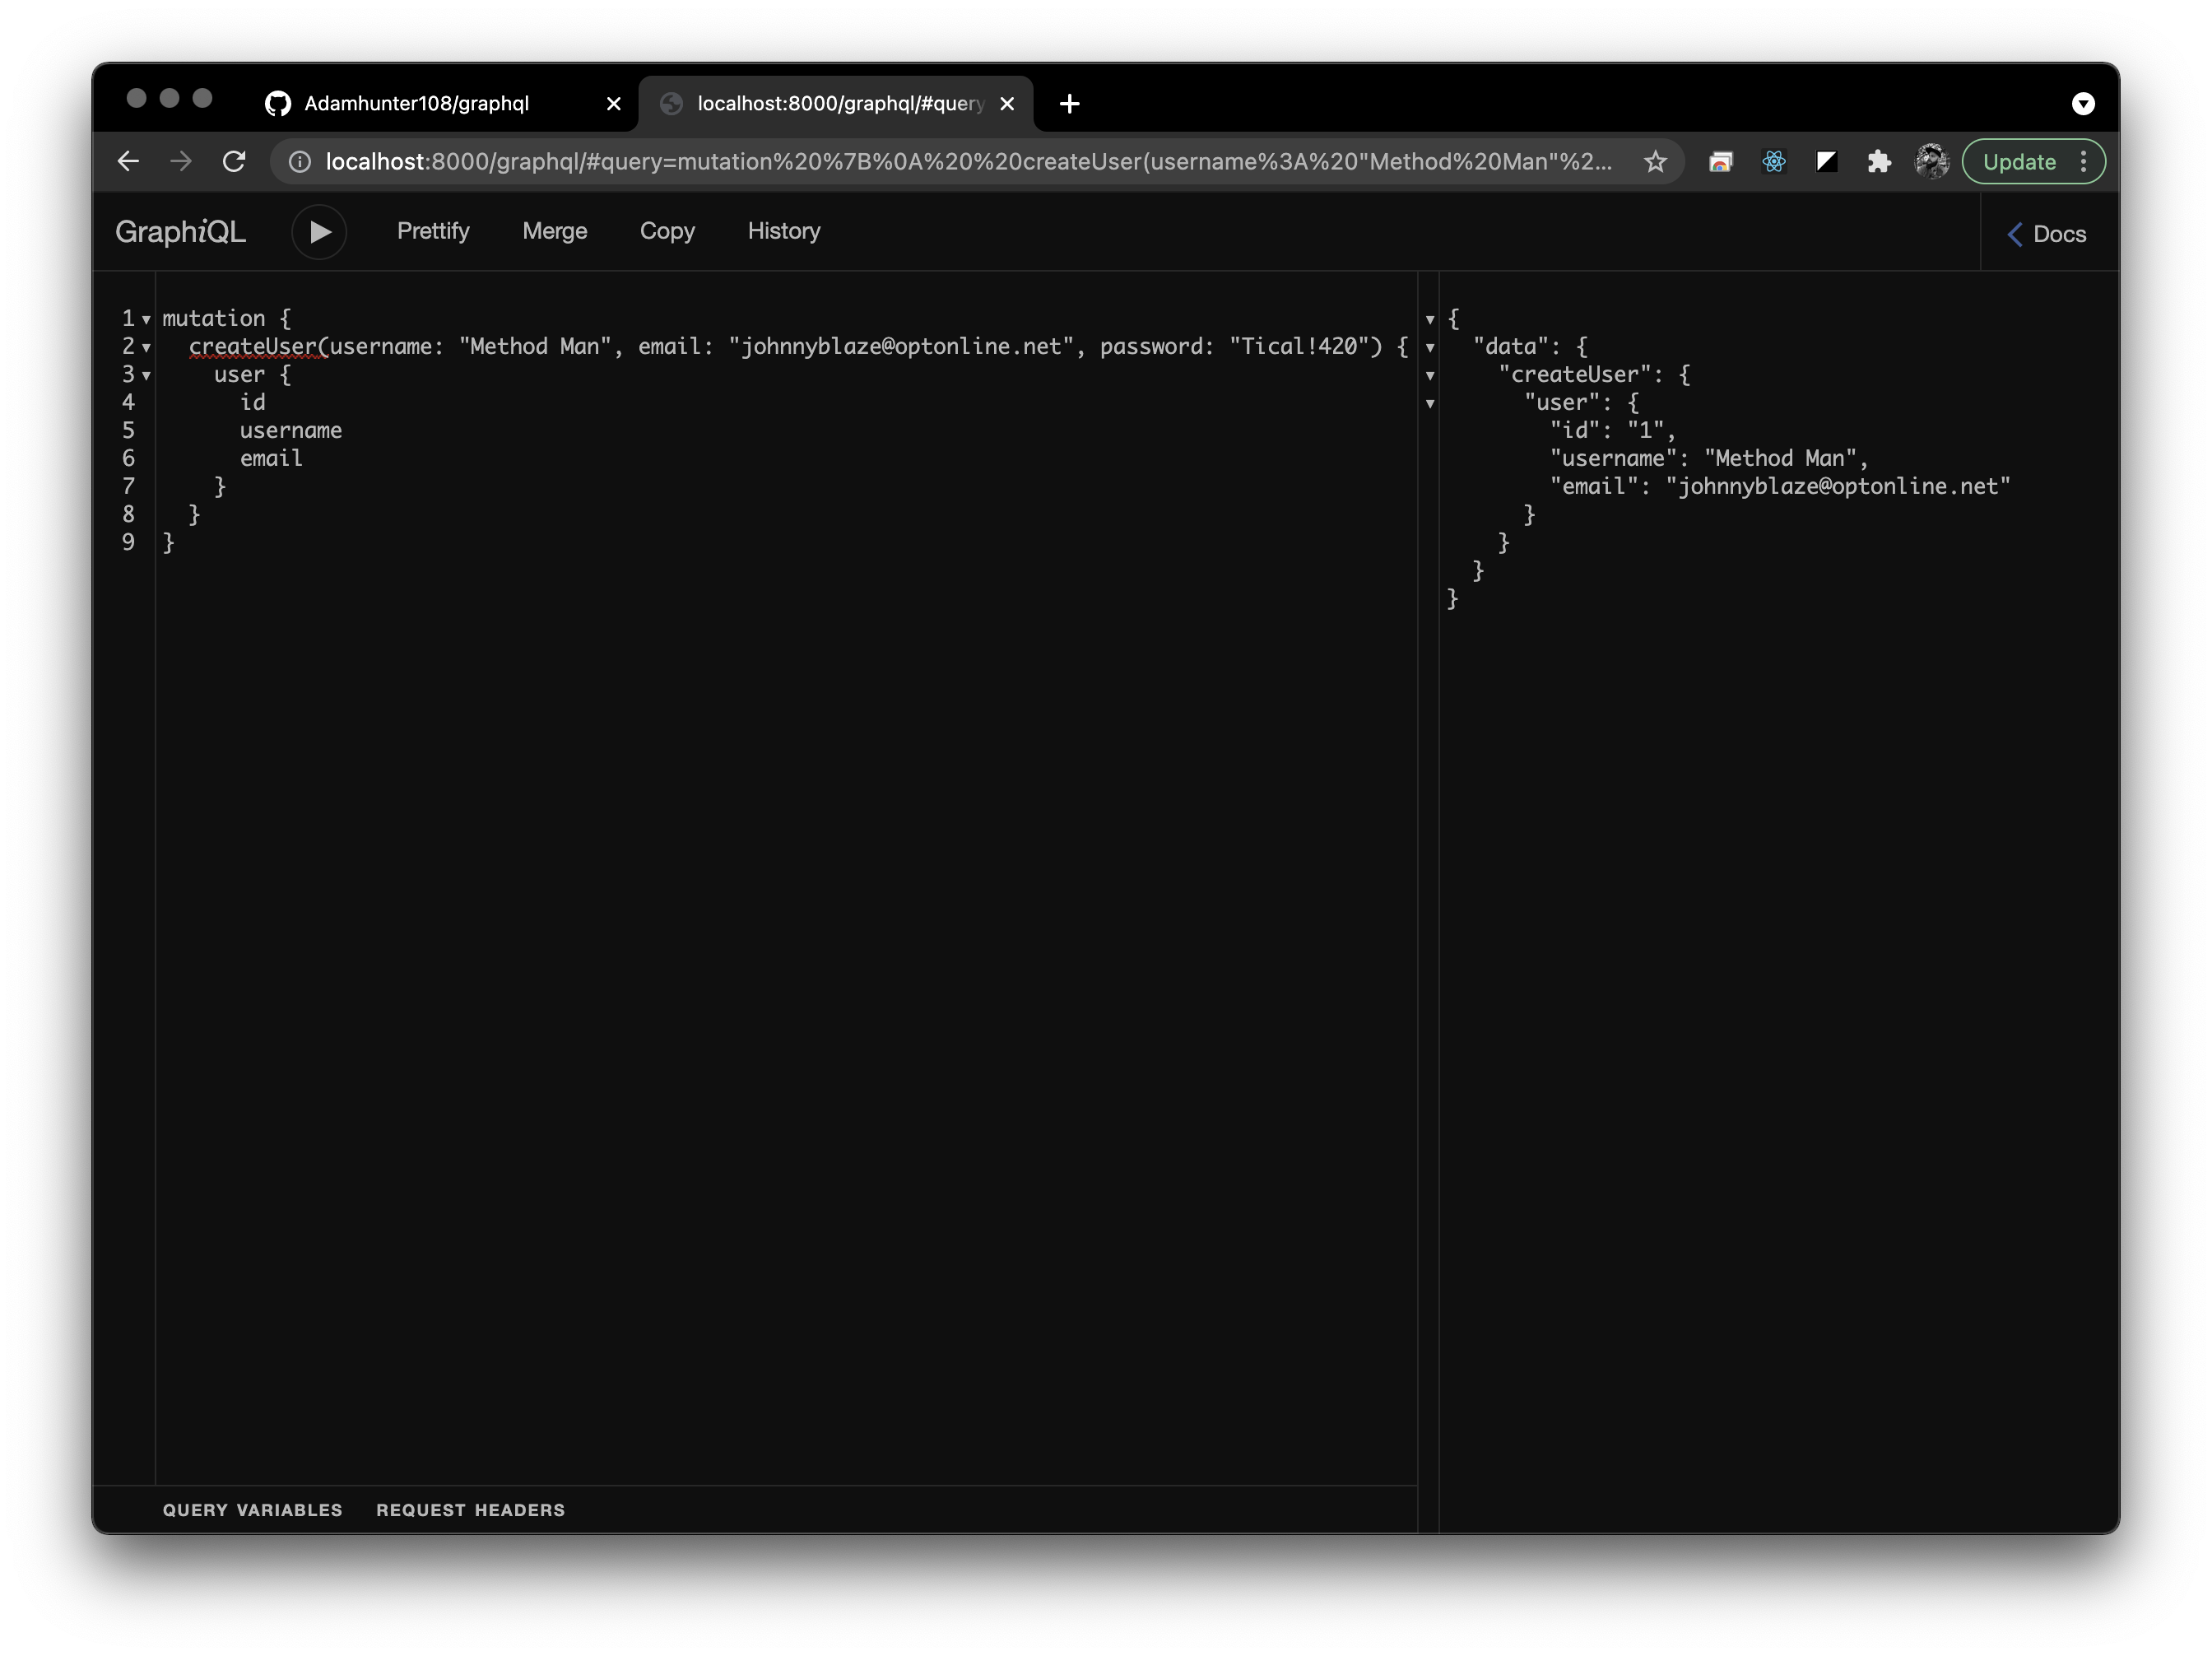 Adamhunter108/graphql
localhost:8000/graphql/#query
localhost:8000/graphql/#query=mutation%20%7B%0A%20%20createUser(username%3A%20"Method%20Man"%2...
Update
GraphiQL
Prettify
Merge
Copy
History
Docs
1 mutation {
2 createUser(username: "Method Man", email: "johnnyblaze@optonline.net", password: "Tical!420") {
3 user {
4 id
5 username
6 email
7 }
8 }
9 }
{
"data": {
"createUser": {
"user": {
"id": "1",
"username": "Method Man",
"email": "johnnyblaze@optonline.net"
}
}
}
}
QUERY VARIABLES
REQUEST HEADERS